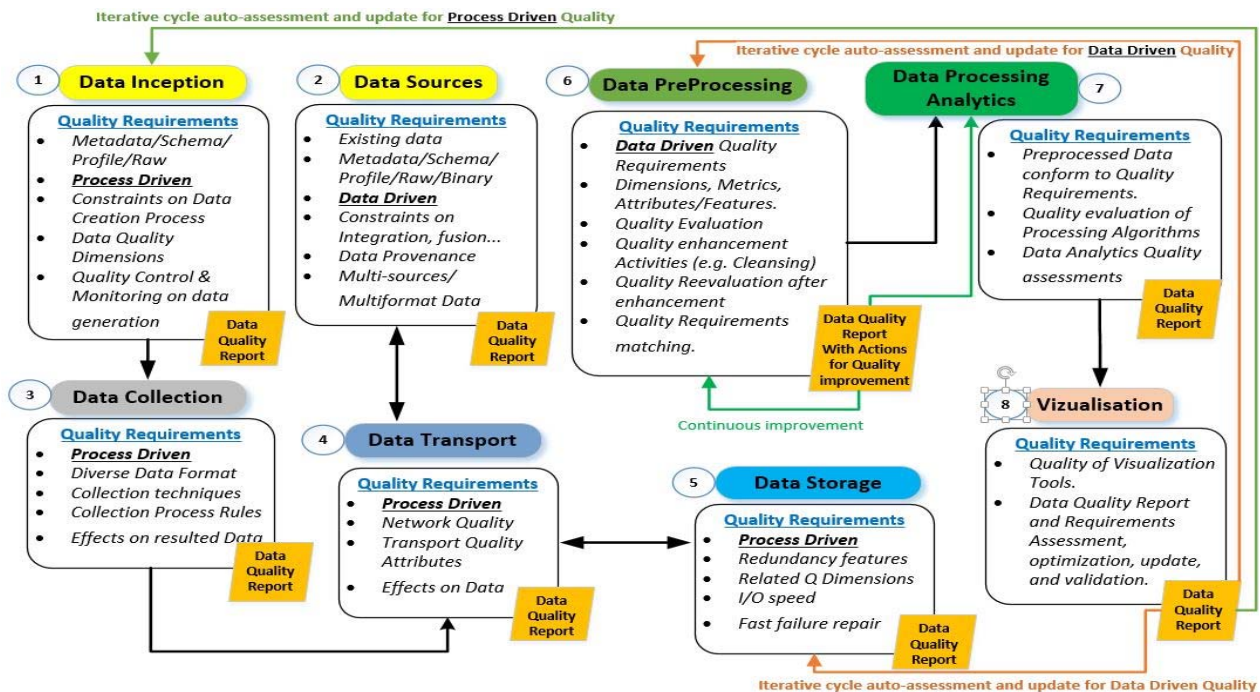 Iterative cycle auto-assessment and update for Process Driven Quality
Iterative cycle auto-assessment and update for Data Driven Quality
1
Data Inception
Quality Requirements
• Metadata/Schema/
Profile/Raw
• Process Driven
• Constraints on Data
Creation Process
• Data Quality
Dimensions
• Quality Control &
Monitoring on data
generation
Data
Quality
Report
2
Data Sources
Quality Requirements
• Existing data
• Metadata/Schema/
Profile/Raw/Binary
• Data Driven
• Constraints on
Integration, fusion...
• Data Provenance
• Multi-sources/
Multiformat Data
Data
Quality
Report
3
Data Collection
Quality Requirements
• Process Driven
• Diverse Data Format
• Collection techniques
• Collection Process Rules
• Effects on resulted Data
Data
Quality
Report
4
Data Transport
Quality Requirements
• Process Driven
• Network Quality
• Transport Quality
Attributes
• Effects on Data
Data
Quality
Report
5
Data Storage
Quality Requirements
• Process Driven
• Redundancy features
• Related Q Dimensions
• I/O speed
• Fast failure repair
Data
Quality
Report
6
Data PreProcessing
Quality Requirements
• Data Driven Quality
Requirements
• Dimensions, Metrics,
Attributes/Features.
• Quality Evaluation
• Quality enhancement
Activities (e.g. Cleansing)
• Quality Reevaluation after
enhancement
• Quality Requirements
matching.
Data Quality
Report
With Actions
for Quality
improvement
Continuous improvement
Data Processing
Analytics
7
Quality Requirements
• Preprocessed Data
conform to Quality
Requirements.
• Quality evaluation of
Processing Algorithms
• Data Analytics Quality
assessments
Data
Quality
Report
8
Vizualisation
Quality Requirements
• Quality of Visualization
Tools.
• Data Quality Report
and Requirements
Assessment,
optimization, update,
and validation.
Data
Quality
Report
Iterative cycle auto-assessment and update for Data Driven Quality